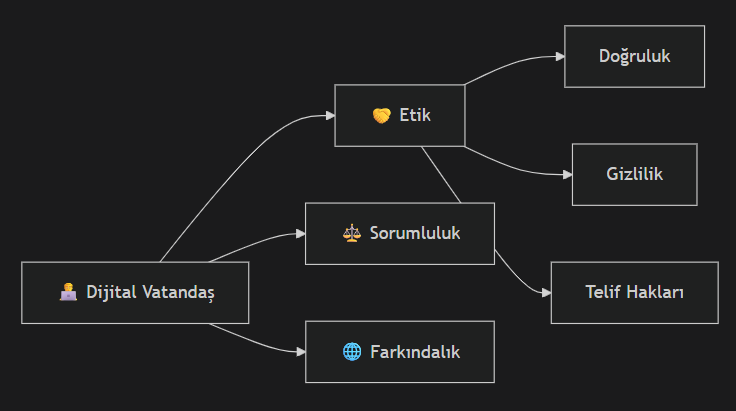 🧑‍💻 Dijital Vatandaş
🤝 Etik
⚖️ Sorumluluk
🌐 Farkındalık
Doğruluk
Gizlilik
Telif Hakları